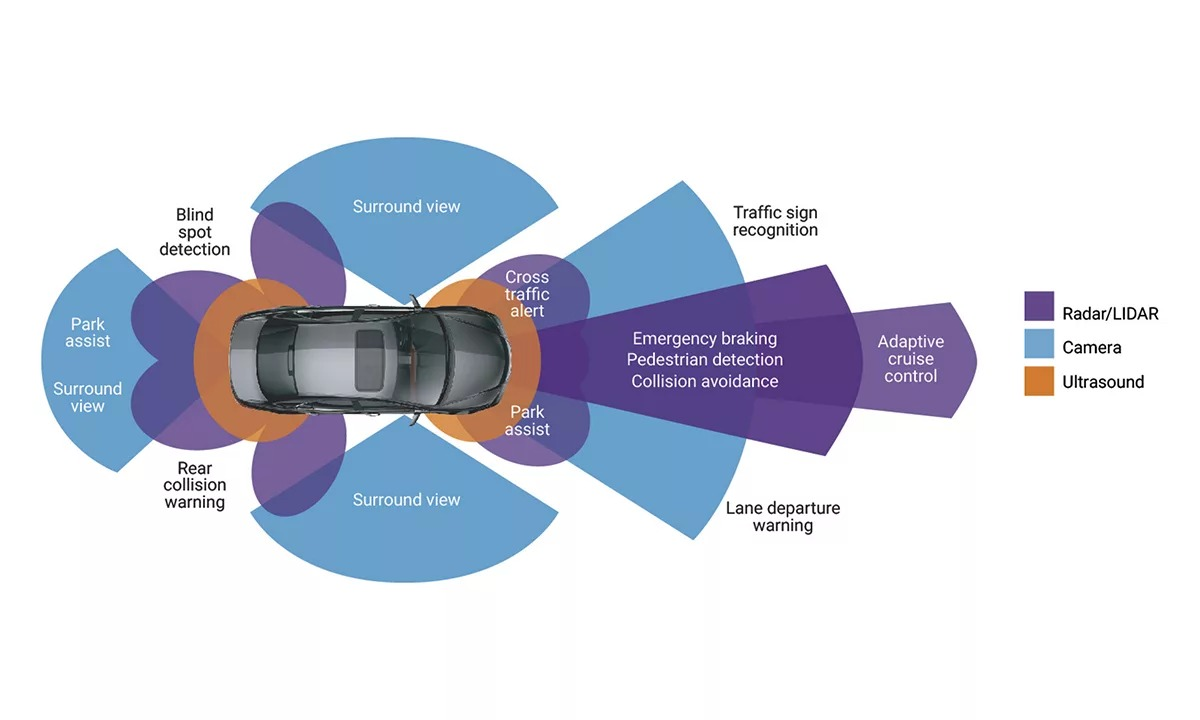 Surround view
Blind
spot
detection
Traffic sign
recognition
Cross
traffic
alert
Park
assist
Surround
view
Emergency braking
Pedestrian detection
Collision avoidance
Adaptive
cruise
control
Radar/LIDAR
Camera
Ultrasound
Park
assist
Rear
collision
warning
Surround view
Lane departure
warning